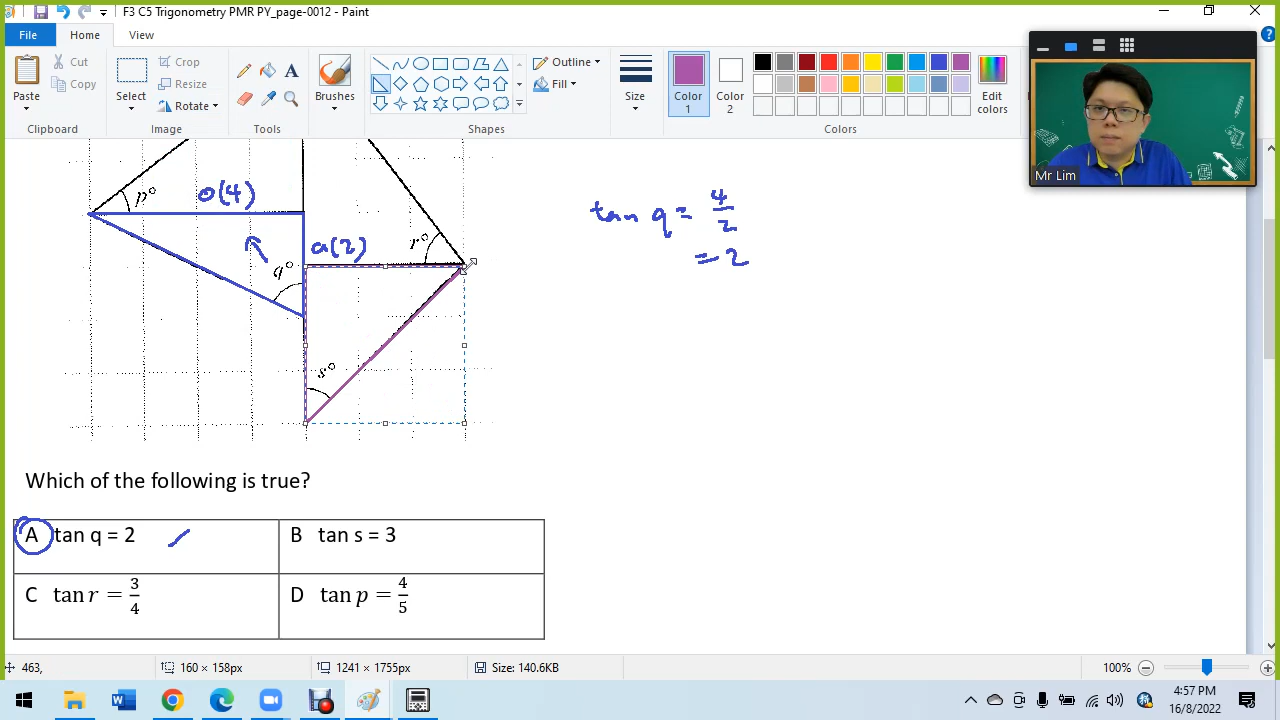 F3 C5 Trigonometry PMR PY_page-0012 - Paint
File Home View
Paste Cut Copy Clipboard
Select Crop Resize Rotate Image
Tools
Brushes
Outline Fill Shapes
Size
Color 1 Color 2 Edit colors Colors
Mr Lim
p° o(4)
a(2) r°
q°
s°
tan q = 4/2
= 2
Which of the following is true?
A tan q = 2 B tan s = 3
C tan r = 3/4 D tan p = 4/5
463, 160 × 158px 1241 × 1755px Size: 140.6KB 100%
4:57 PM
16/8/2022